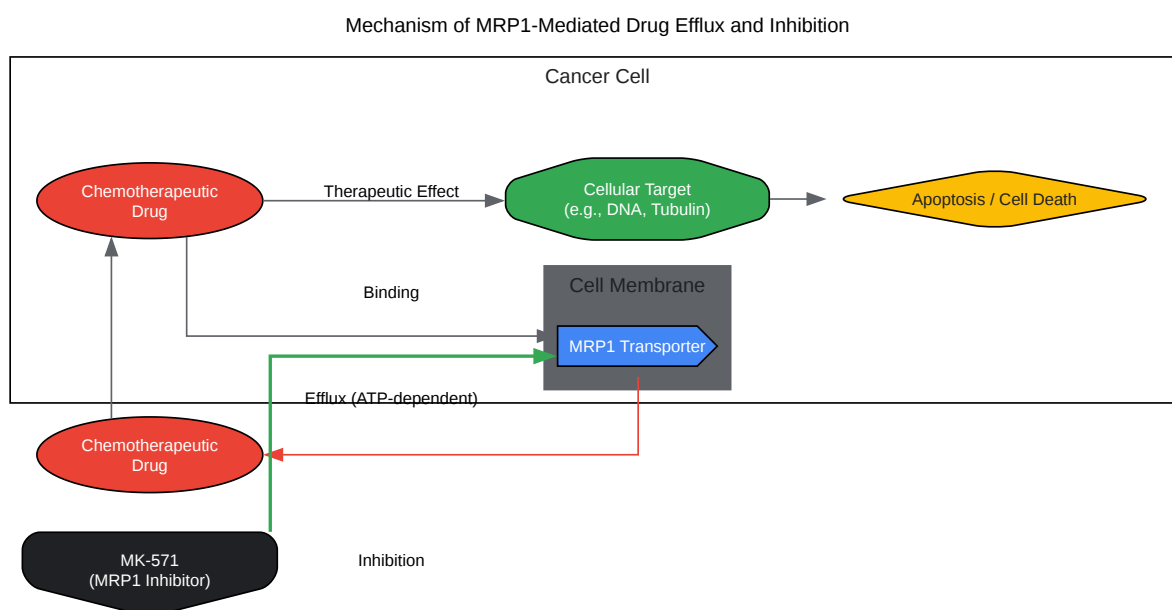 Mechanism of MRP1-Mediated Drug Efflux and Inhibition
Cancer Cell
Chemotherapeutic
Drug
Therapeutic Effect
Cellular Target
(e.g., DNA, Tubulin)
Apoptosis / Cell Death
Binding
Cell Membrane
MRP1 Transporter
Efflux (ATP-dependent)
Chemotherapeutic
Drug
MK-571
(MRP1 Inhibitor)
Inhibition